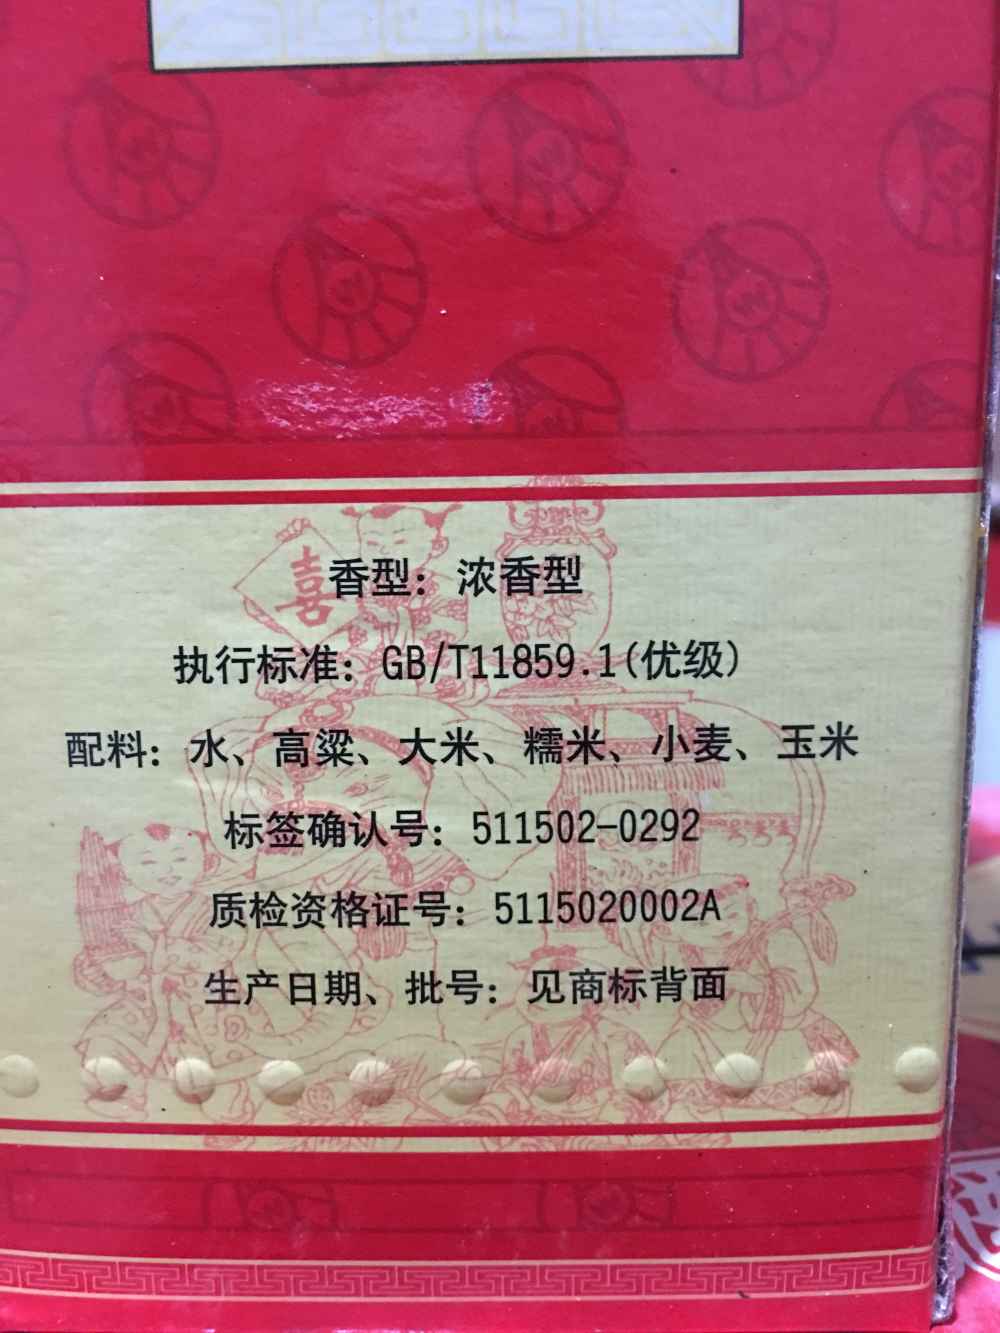 喜
香型：浓香型
执行标准：GB/T11859.1(优级)
配料：水、高粱、大米、糯米、小麦、玉米
标签确认号：511502-0292
质检资格证号：5115020002A
生产日期、批号：见商标背面